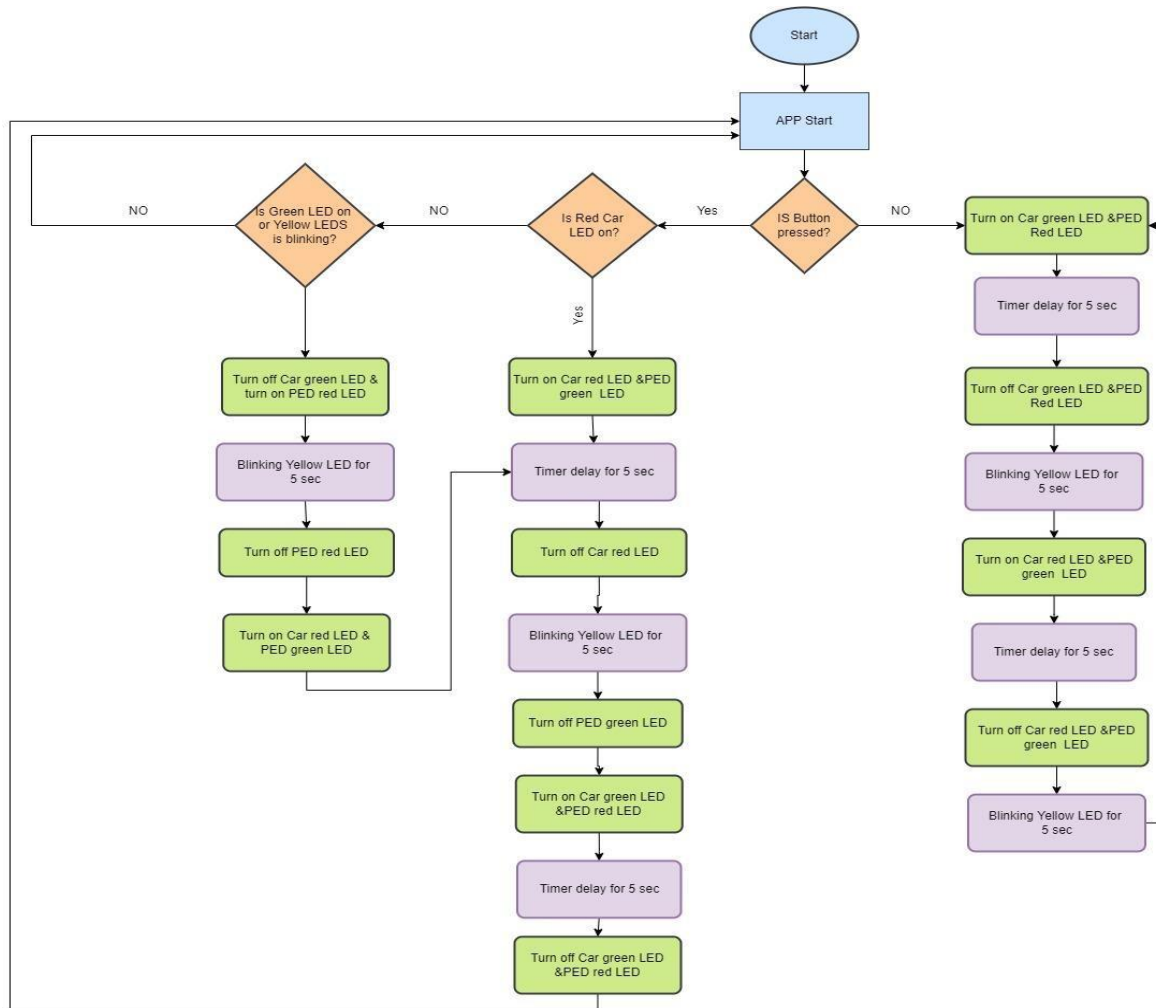 Start
APP Start
IS Button
pressed?
Yes
NO
Is Red Car
LED on?
NO
Yes
Is Green LED on
or Yellow LEDS
is blinking?
NO
Turn off Car green LED &
turn on PED red LED
Blinking Yellow LED for
5 sec
Turn off PED red LED
Turn on Car red LED &
PED green LED
Turn on Car red LED &PED
green LED
Timer delay for 5 sec
Turn off Car red LED
Blinking Yellow LED for
5 sec
Turn off PED green LED
Turn on Car green LED
&PED red LED
Timer delay for 5 sec
Turn off Car green LED
&PED red LED
Turn on Car green LED &PED
Red LED
Timer delay for 5 sec
Turn off Car green LED &PED
Red LED
Blinking Yellow LED for
5 sec
Turn on Car red LED &PED
green LED
Timer delay for 5 sec
Turn off Car red LED &PED
green LED
Blinking Yellow LED for
5 sec